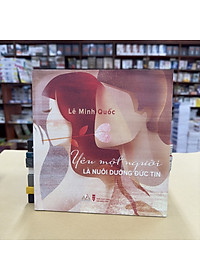 Lê Minh Quốc
Yêu một người
LÀ NUÔI DƯỠNG ĐỨC TIN